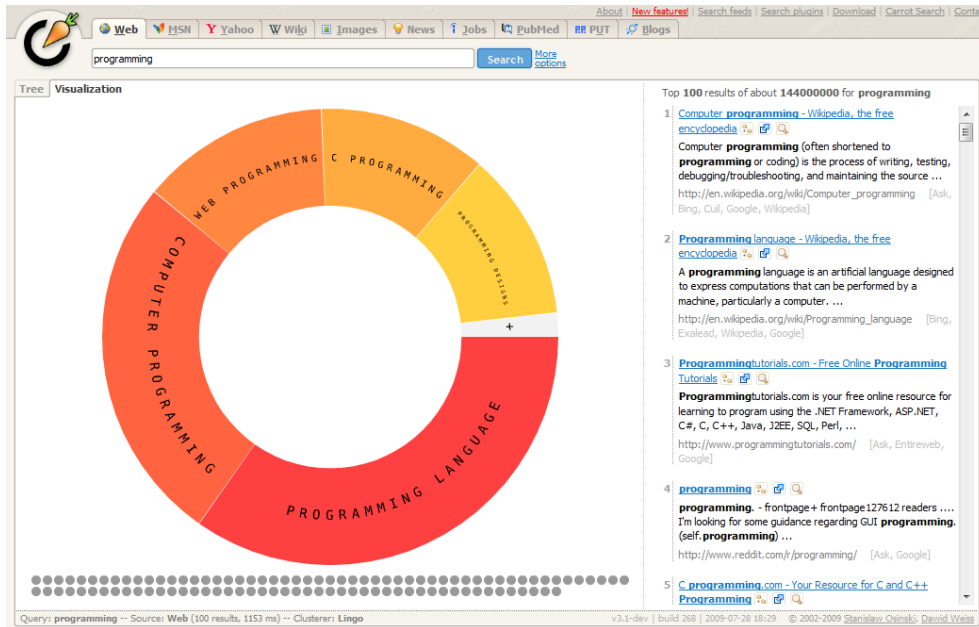 About | New features! | Search feeds | Search plugins | Download | Carrot Search |
Web MSN Yahoo Wiki Images News Jobs PubMed PUT Blogs
programming Search More options
Tree Visualization
WEB PROGRAMMING
C PROGRAMMING
PROGRAMMING DESIGNS
+
COMPUTER PROGRAMMING
PROGRAMMING LANGUAGE
Top 100 results of about 144000000 for programming
1 Computer programming - Wikipedia, the free
encyclopedia
Computer programming (often shortened to
programming or coding) is the process of writing, testing,
debugging/troubleshooting, and maintaining the source ...
http://en.wikipedia.org/wiki/Computer_programming [Ask,
Bing, Cuil, Google, Wikipedia]
2 Programming language - Wikipedia, the free
encyclopedia
A programming language is an artificial language designed
to express computations that can be performed by a
machine, particularly a computer. ...
http://en.wikipedia.org/wiki/Programming_language [Bing,
Exalead, Wikipedia, Google]
3 Programmingtutorials.com - Free Online Programming
Tutorials
Programmingtutorials.com is your free online resource for
learning to program using the .NET Framework, ASP.NET,
C#, C, C++, Java, J2EE, SQL, Perl, ...
http://www.programmingtutorials.com/ [Ask, Entireweb,
Google]
4 programming
programming. - frontpage+ frontpage127612 readers ....
I'm looking for some guidance regarding GUI programming.
(self.programming) ...
http://www.reddit.com/r/programming/ [Ask, Google]
5 C programming.com - Your Resource for C and C++
Programming
Query: programming -- Source: Web (100 results, 1153 ms) -- Clusterer: Lingo
v3.1-dev | build 268 | 2009-07-28 18:29 © 2002-2009 Stanislaw Osinski, Dawid Weiss